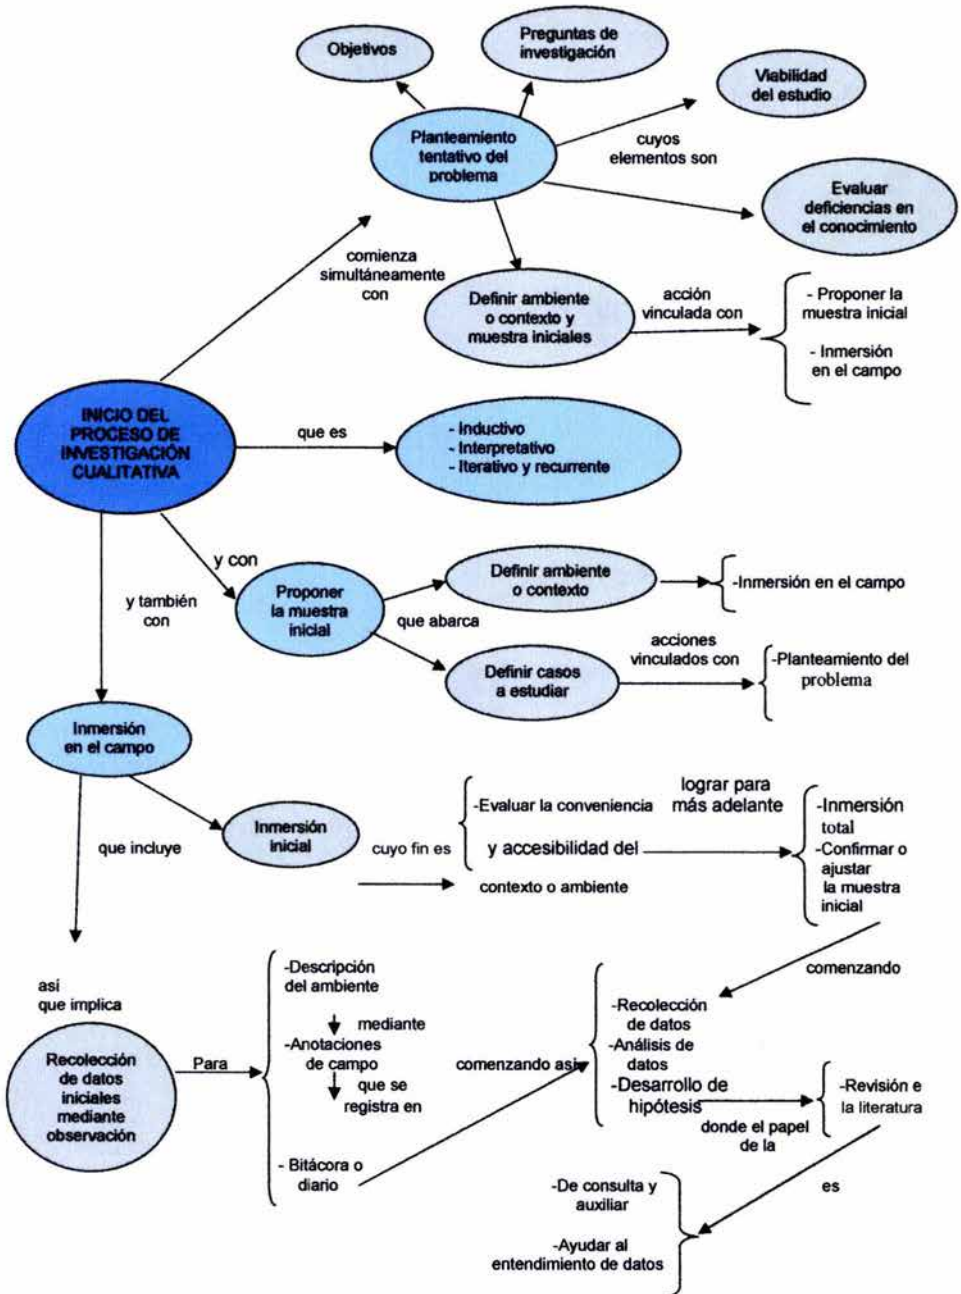 Objetivos
Preguntas de
investigación
Viabilidad
del estudio
Planteamiento
tentativo del
problema
cuyos
elementos son
Evaluar
deficiencias en
el conocimiento
comienza
simultáneamente
con
Definir ambiente
o contexto y
muestra iniciales
acción
vinculada con
- Proponer la
muestra inicial
- Inmersión
en el campo
INICIO DEL
PROCESO DE
INVESTIGACIÓN
CUALITATIVA
que es
- Inductivo
- Interpretativo
- Iterativo y recurrente
y con
Proponer
la muestra
inicial
que abarca
Definir ambiente
o contexto
-Inmersión en el campo
Definir casos
a estudiar
acciones
vinculados con
-Planteamiento del
problema
y también
con
Inmersión
en el campo
que incluye
Inmersión
inicial
cuyo fin es
-Evaluar la conveniencia
y accesibilidad del
contexto o ambiente
lograr para
más adelante
-Inmersión
total
-Confirmar o
ajustar
la muestra
inicial
comenzando
así
que implica
Recolección
de datos
iniciales
mediante
observación
Para
-Descripción
del ambiente
mediante
-Anotaciones
de campo
que se
registra en
- Bitácora o
diario
comenzando así
-Recolección
de datos
-Análisis de
datos
-Desarrollo de
hipótesis
donde el papel
de la
-Revisión e
la literatura
es
-De consulta y
auxiliar
-Ayudar al
entendimiento de datos